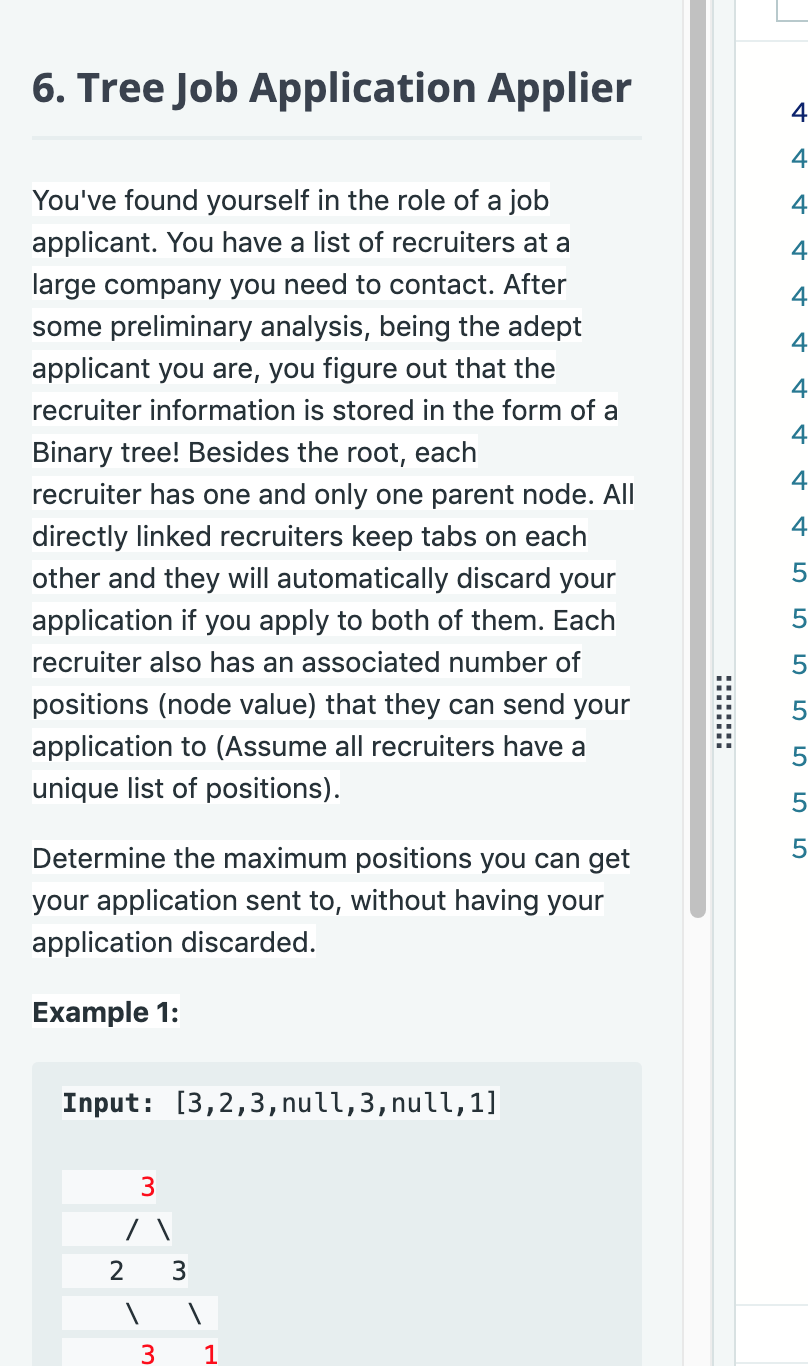 6. Tree Job Application Applier
You've found yourself in the role of a job
applicant. You have a list of recruiters at a
large company you need to contact. After
some preliminary analysis, being the adept
applicant you are, you figure out that the
recruiter information is stored in the form of a
Binary tree! Besides the root, each
recruiter has one and only one parent node. All
directly linked recruiters keep tabs on each
other and they will automatically discard your
application if you apply to both of them. Each
recruiter also has an associated number of
positions (node value) that they can send your
application to (Assume all recruiters have a
unique list of positions).
Determine the maximum positions you can get
your application sent to, without having your
application discarded.
Example 1:
Input: [3,2,3,null,3,null,1]
3
/ \
2 3
\ \
3 1
4
4
4
4
4
4
4
4
4
4
5
5
5
5
5
5
5